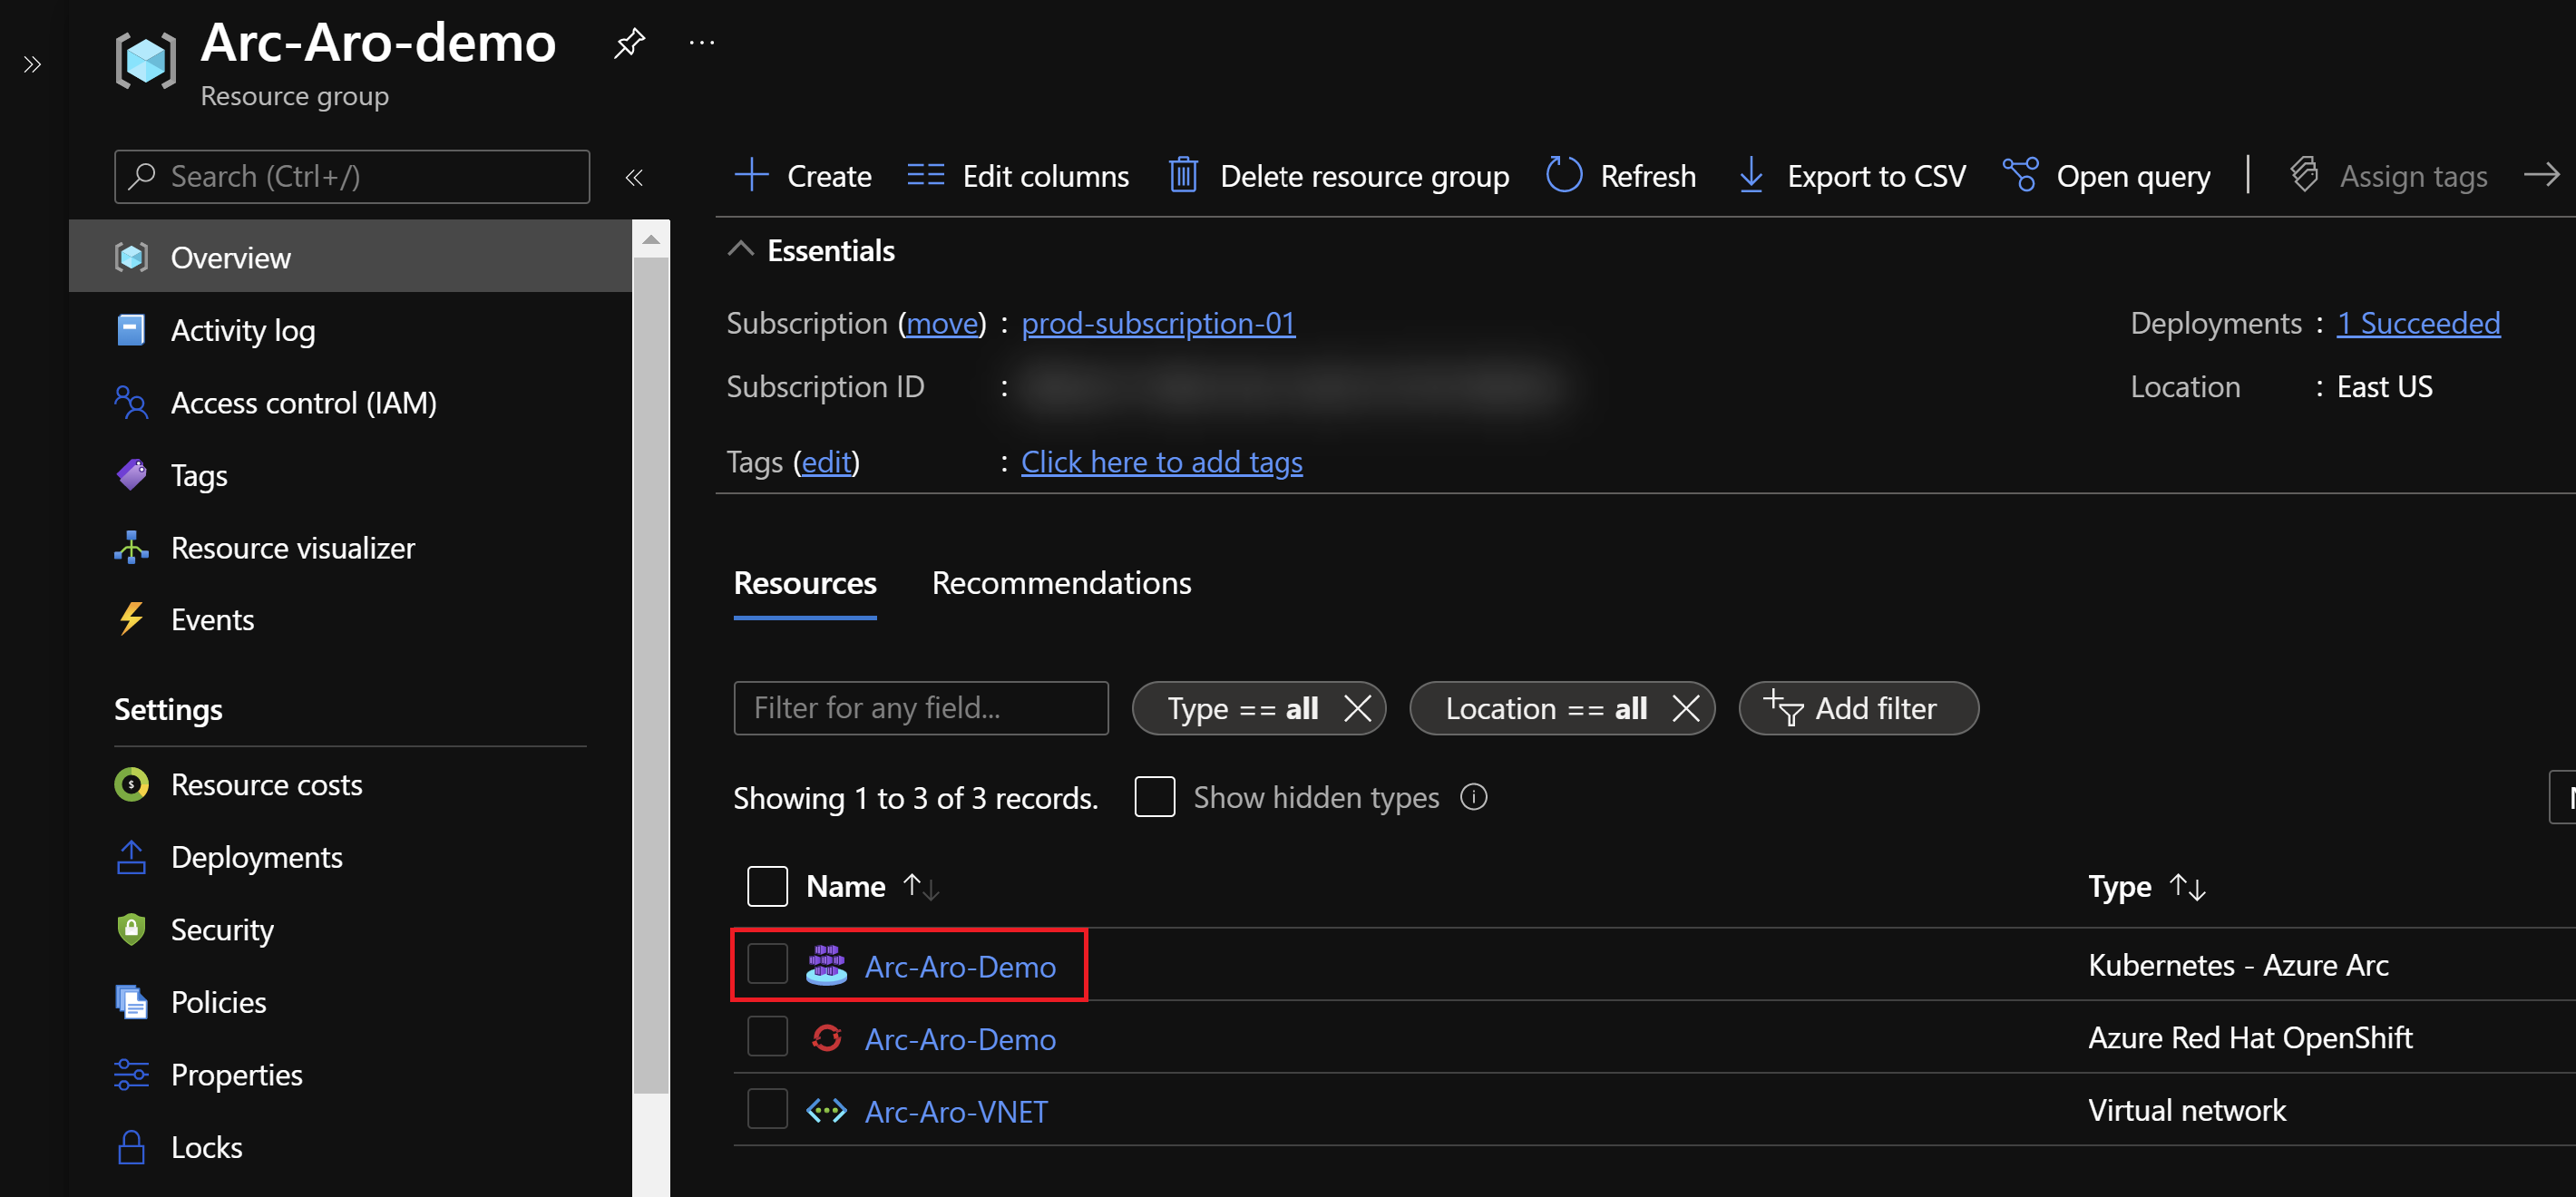 Arc-Aro-demo
Resource group
Search (Ctrl+/)
Overview
Activity log
Access control (IAM)
Tags
Resource visualizer
Events
Settings
Resource costs
Deployments
Security
Policies
Properties
Locks
Create
Edit columns
Delete resource group
Refresh
Export to CSV
Open query
Assign tags
Essentials
Subscription (move) : prod-subscription-01
Deployments : 1 Succeeded
Subscription ID :
Location : East US
Tags (edit) : Click here to add tags
Resources Recommendations
Filter for any field... Type == all Location == all Add filter
Showing 1 to 3 of 3 records. Show hidden types
Name Type
Arc-Aro-Demo Kubernetes - Azure Arc
Arc-Aro-Demo Azure Red Hat OpenShift
Arc-Aro-VNET Virtual network